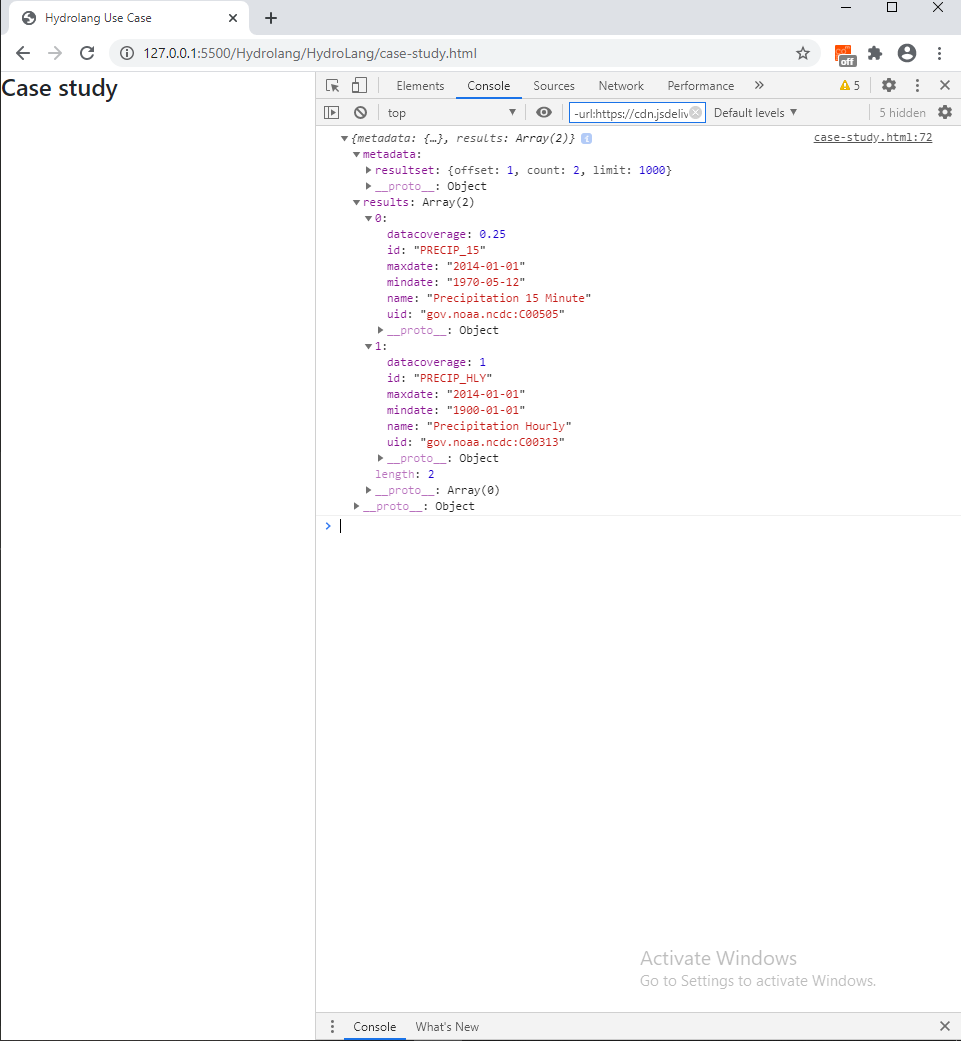 Hydrolang Use Case
127.0.0.1:5500/Hydrolang/HydroLang/case-study.html
off
Case study
Elements Console Sources Network Performance » 5
top -url:https://cdn.jsdeliv Default levels 5 hidden
{metadata: {…}, results: Array(2)} i case-study.html:72
metadata:
resultset: {offset: 1, count: 2, limit: 1000}
__proto__: Object
results: Array(2)
0:
datacoverage: 0.25
id: "PRECIP_15"
maxdate: "2014-01-01"
mindate: "1970-05-12"
name: "Precipitation 15 Minute"
uid: "gov.noaa.ncdc:C00505"
__proto__: Object
1:
datacoverage: 1
id: "PRECIP_HLY"
maxdate: "2014-01-01"
mindate: "1900-01-01"
name: "Precipitation Hourly"
uid: "gov.noaa.ncdc:C00313"
__proto__: Object
length: 2
__proto__: Array(0)
__proto__: Object
>
Activate Windows
Go to Settings to activate Windows.
Console What's New